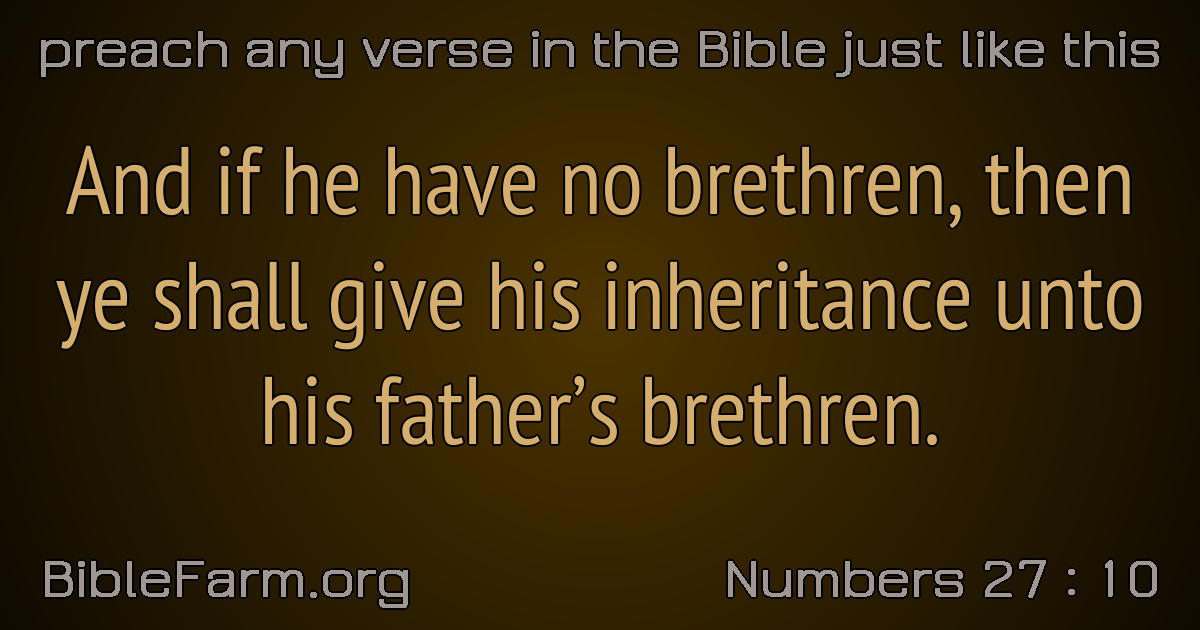 preach any verse in the Bible just like this
And if he have no brethren, then
ye shall give his inheritance unto
his father’s brethren.
BibleFarm.org
Numbers 27 : 10